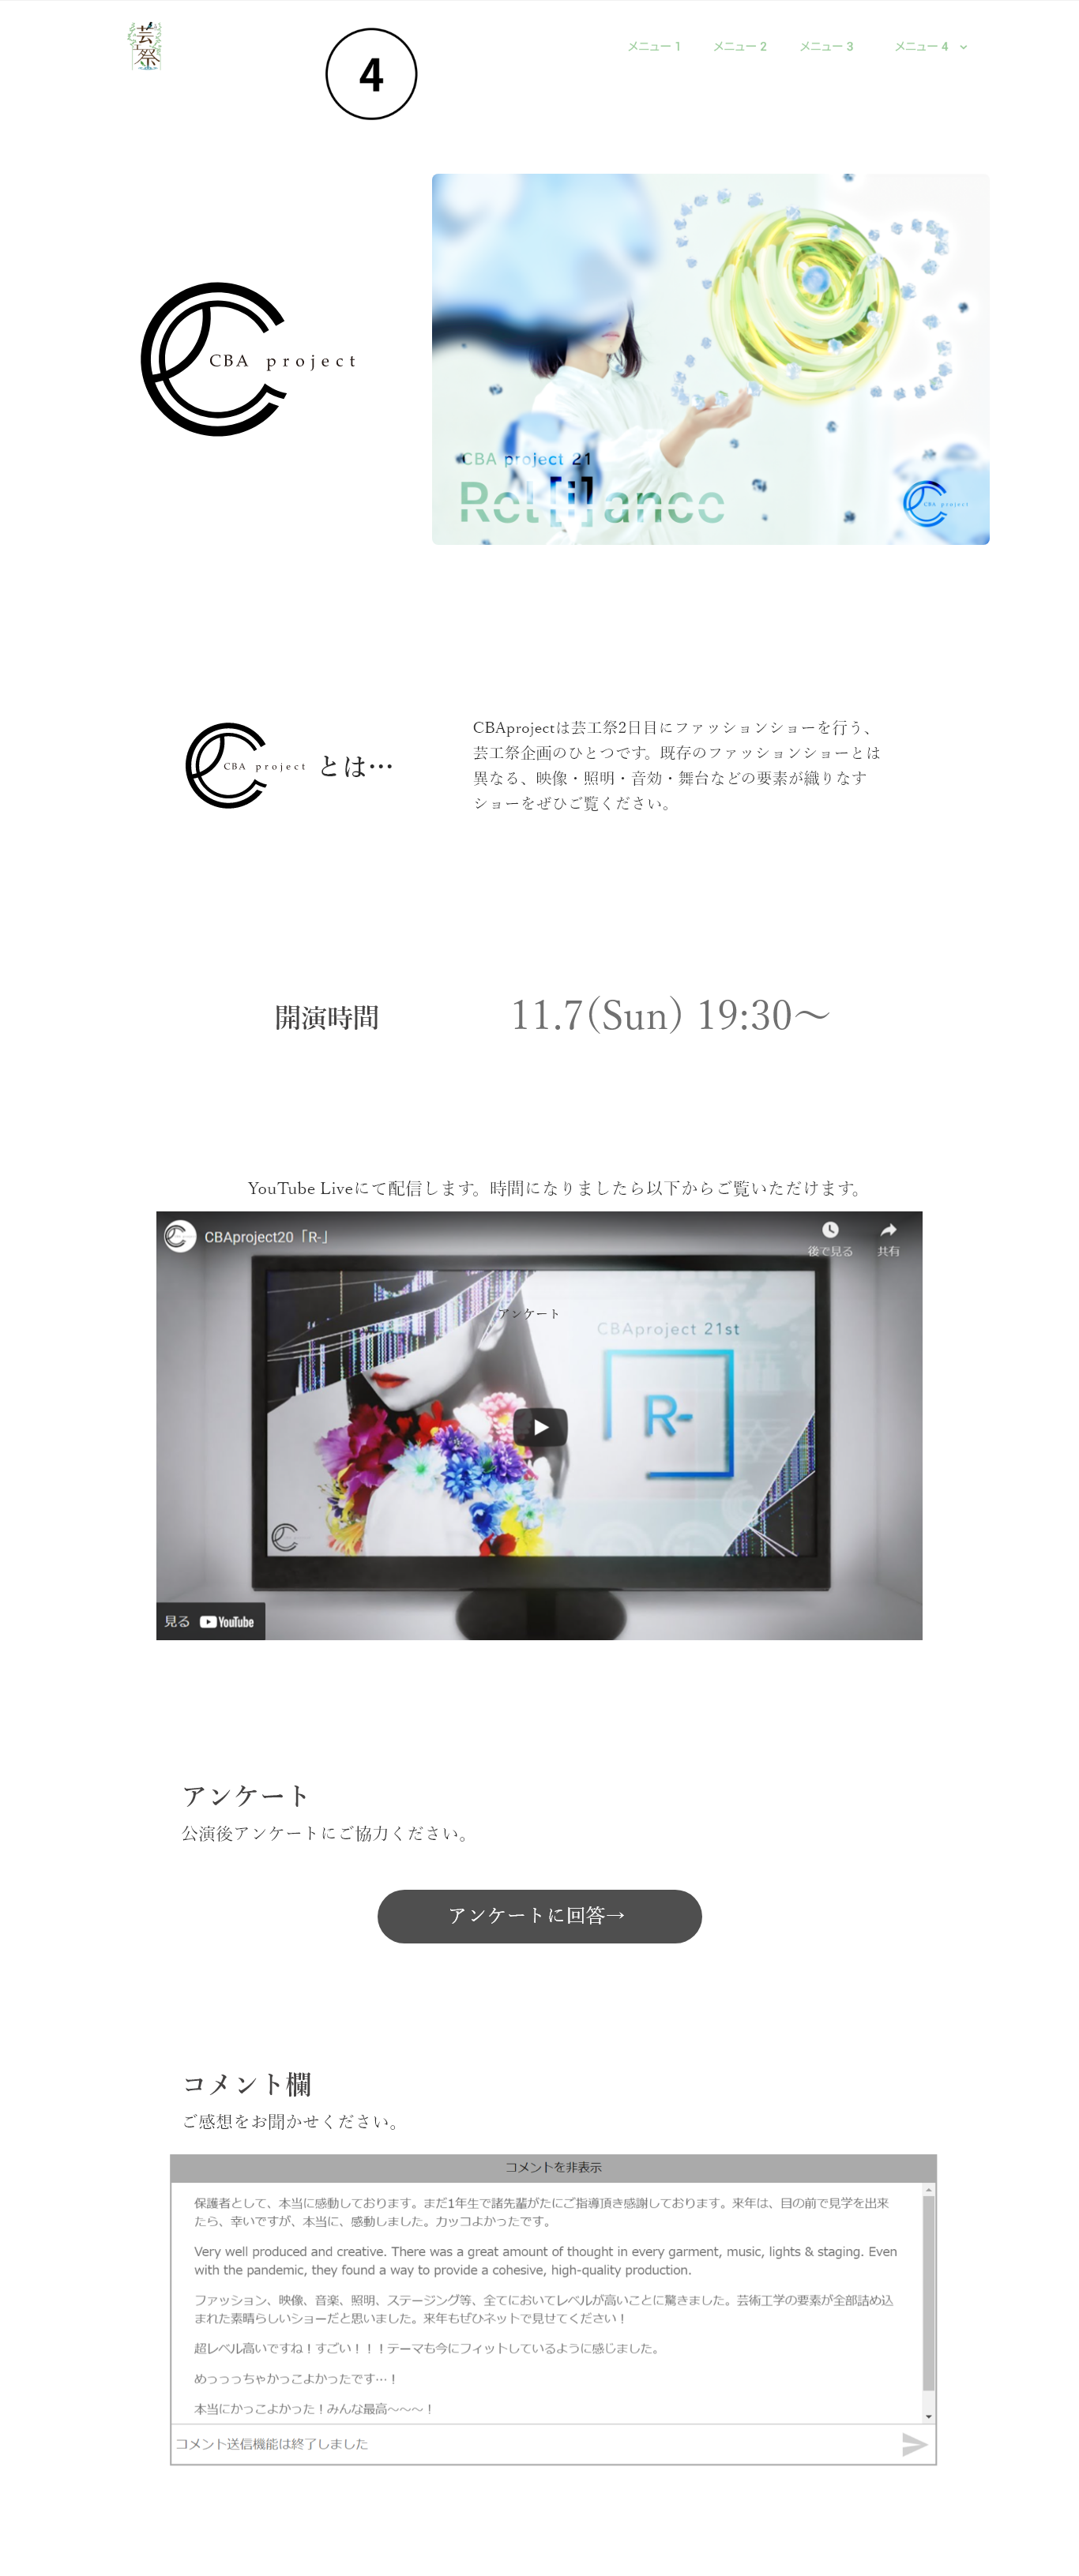 芸
祭
4
メニュー 1
メニュー 2
メニュー 3
メニュー 4
CBA project
CBA project 21
Re[i]ance
CBA project
CBA project とは…
CBAprojectは芸工祭2日目にファッションショーを行う、
芸工祭企画のひとつです。既存のファッションショーとは
異なる、映像・照明・音効・舞台などの要素が織りなす
ショーをぜひご覧ください。
開演時間
11.7(Sun) 19:30〜
YouTube Liveにて配信します。時間になりましたら以下からご覧いただけます。
CBAproject20「R-」
後で見る
共有
アンケート
CBAproject 21st
R-
見る YouTube
アンケート
公演後アンケートにご協力ください。
アンケートに回答→
コメント欄
ご感想をお聞かせください。
コメントを非表示
保護者として、本当に感動しております。まだ1年生で諸先輩がたにご指導頂き感謝しております。来年は、目の前で見学を出来
たら、幸いですが、本当に、感動しました。カッコよかったです。
Very well produced and creative. There was a great amount of thought in every garment, music, lights & staging. Even
with the pandemic, they found a way to provide a cohesive, high-quality production.
ファッション、映像、音楽、照明、ステージング等、全てにおいてレベルが高いことに驚きました。芸術工学の要素が全部詰め込
まれた素晴らしいショーだと思いました。来年もぜひネットで見せてください！
超レベル高いですね！すごい！！！テーマも今にフィットしているように感じました。
めっっっちゃかっこよかったです…！
本当にかっこよかった！みんな最高〜〜〜！
コメント送信機能は終了しました